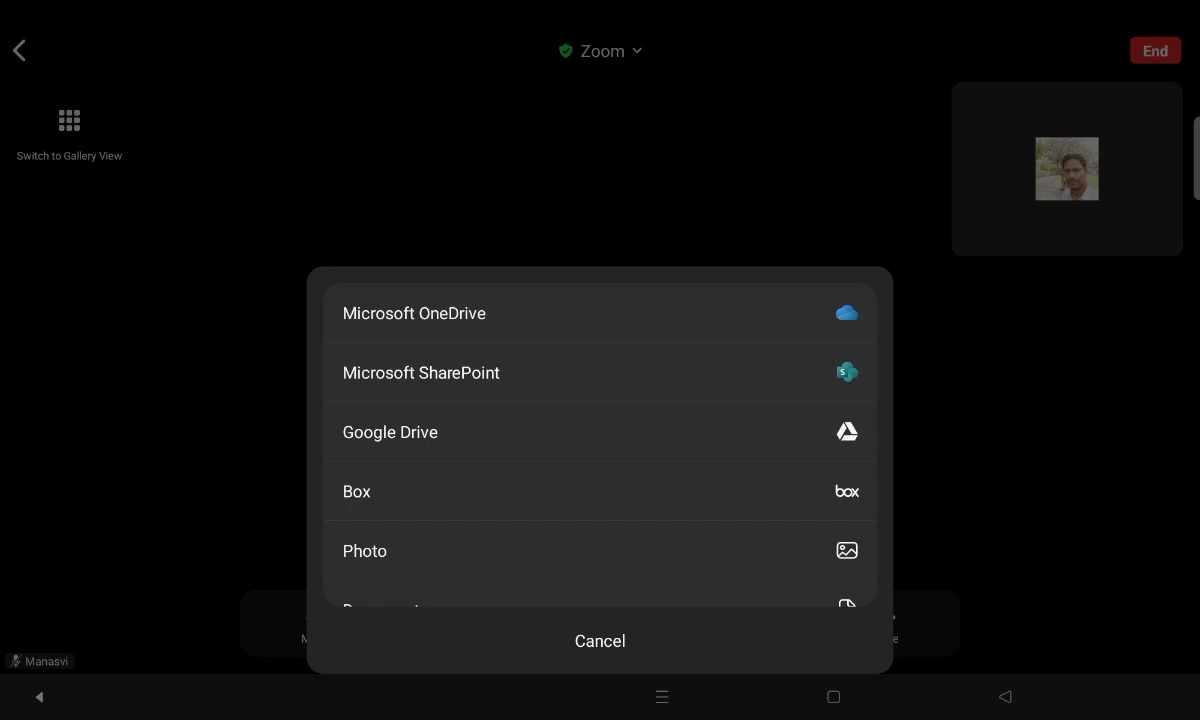 Zoom
End
Switch to Gallery View
Microsoft OneDrive
Microsoft SharePoint
S
Google Drive
Box
box
Photo
Cancel
Manasvi